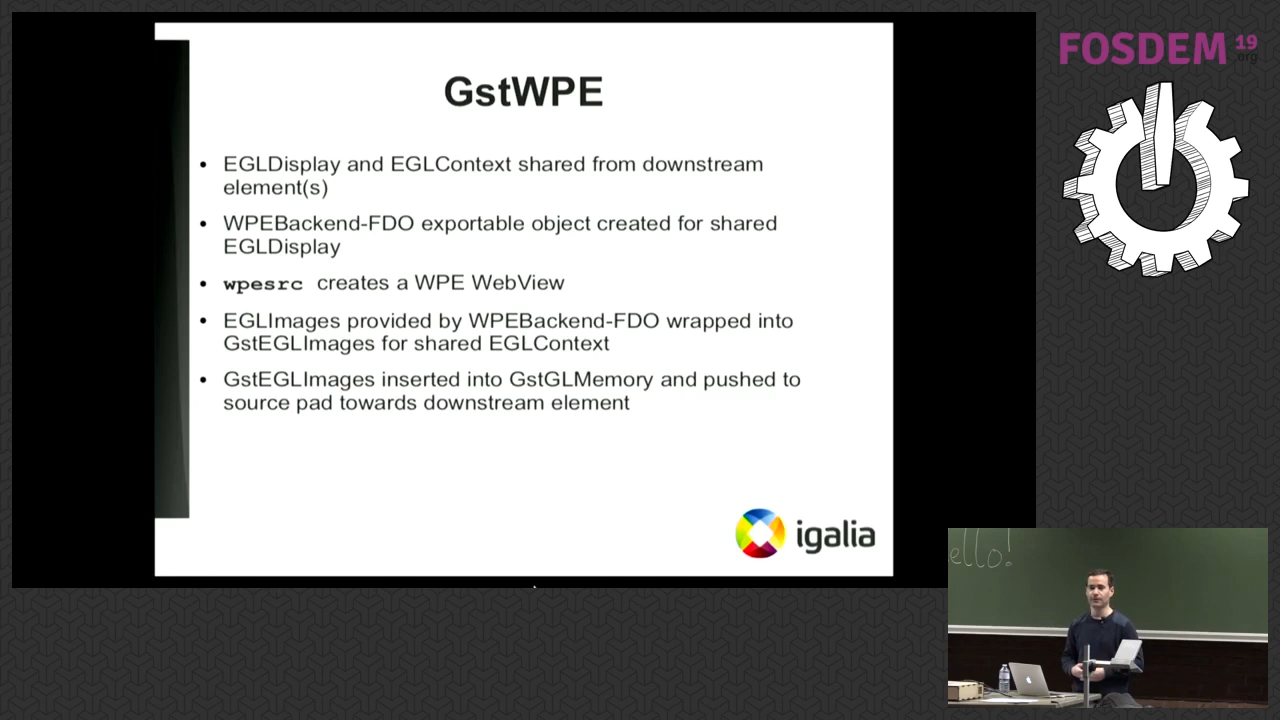 GstWPE
• EGLDisplay and EGLContext shared from downstream
element(s)
• WPEBackend-FDO exportable object created for shared
EGLDisplay
• wpesrc creates a WPE WebView
• EGLImages provided by WPEBackend-FDO wrapped into
GstEGLImages for shared EGLContext
• GstEGLImages inserted into GstGLMemory and pushed to
source pad towards downstream element
igalia
FOSDEM 19
.org
ello!